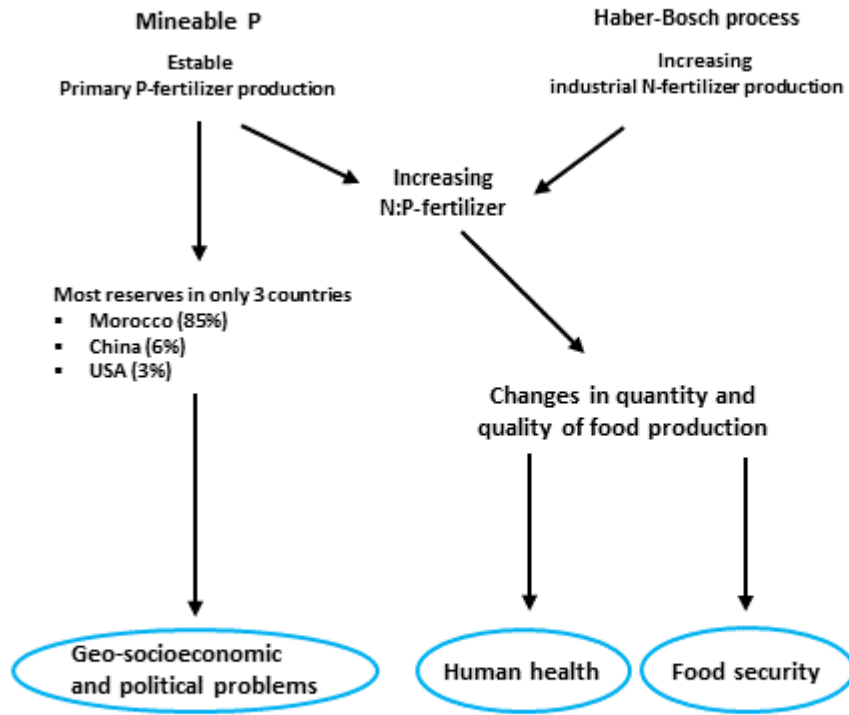 Mineable P
Estable
Primary P-fertilizer production
Haber-Bosch process
Increasing
industrial N-fertilizer production
Increasing
N:P-fertilizer
Most reserves in only 3 countries
▪ Morocco (85%)
▪ China (6%)
▪ USA (3%)
Changes in quantity and
quality of food production
Geo-socioeconomic
and political problems
Human health
Food security